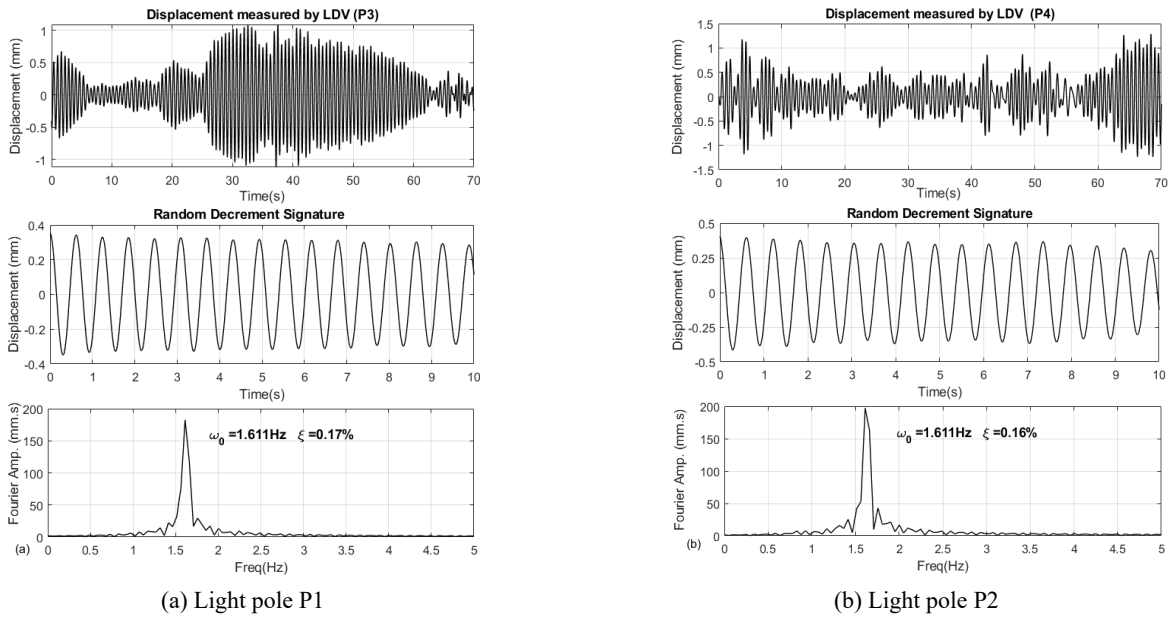 Displacement measured by LDV (P3)
Displacement (mm)
1
0.5
0
-0.5
-1
0 10 20 30 40 50 60 70
Time(s)
Random Decrement Signature
Displacement (mm)
0.4
0.2
0
-0.2
-0.4
0 1 2 3 4 5 6 7 8 9 10
Time(s)
Fourier Amp. (mm.s)
200
150
100
50
0
ω0 =1.611Hz ξ =0.17%
0 0.5 1 1.5 2 2.5 3 3.5 4 4.5 5
(a)
Freq(Hz)
(a) Light pole P1
Displacement measured by LDV (P4)
Displacement (mm)
1.5
1
0.5
0
-0.5
-1
-1.5
0 10 20 30 40 50 60 70
Time(s)
Random Decrement Signature
Displacement (mm)
0.5
0.25
0
-0.25
-0.5
0 1 2 3 4 5 6 7 8 9 10
Time(s)
Fourier Amp. (mm.s)
200
150
100
50
0
ω0 =1.611Hz ξ =0.16%
0 0.5 1 1.5 2 2.5 3 3.5 4 4.5 5
(b)
Freq(Hz)
(b) Light pole P2